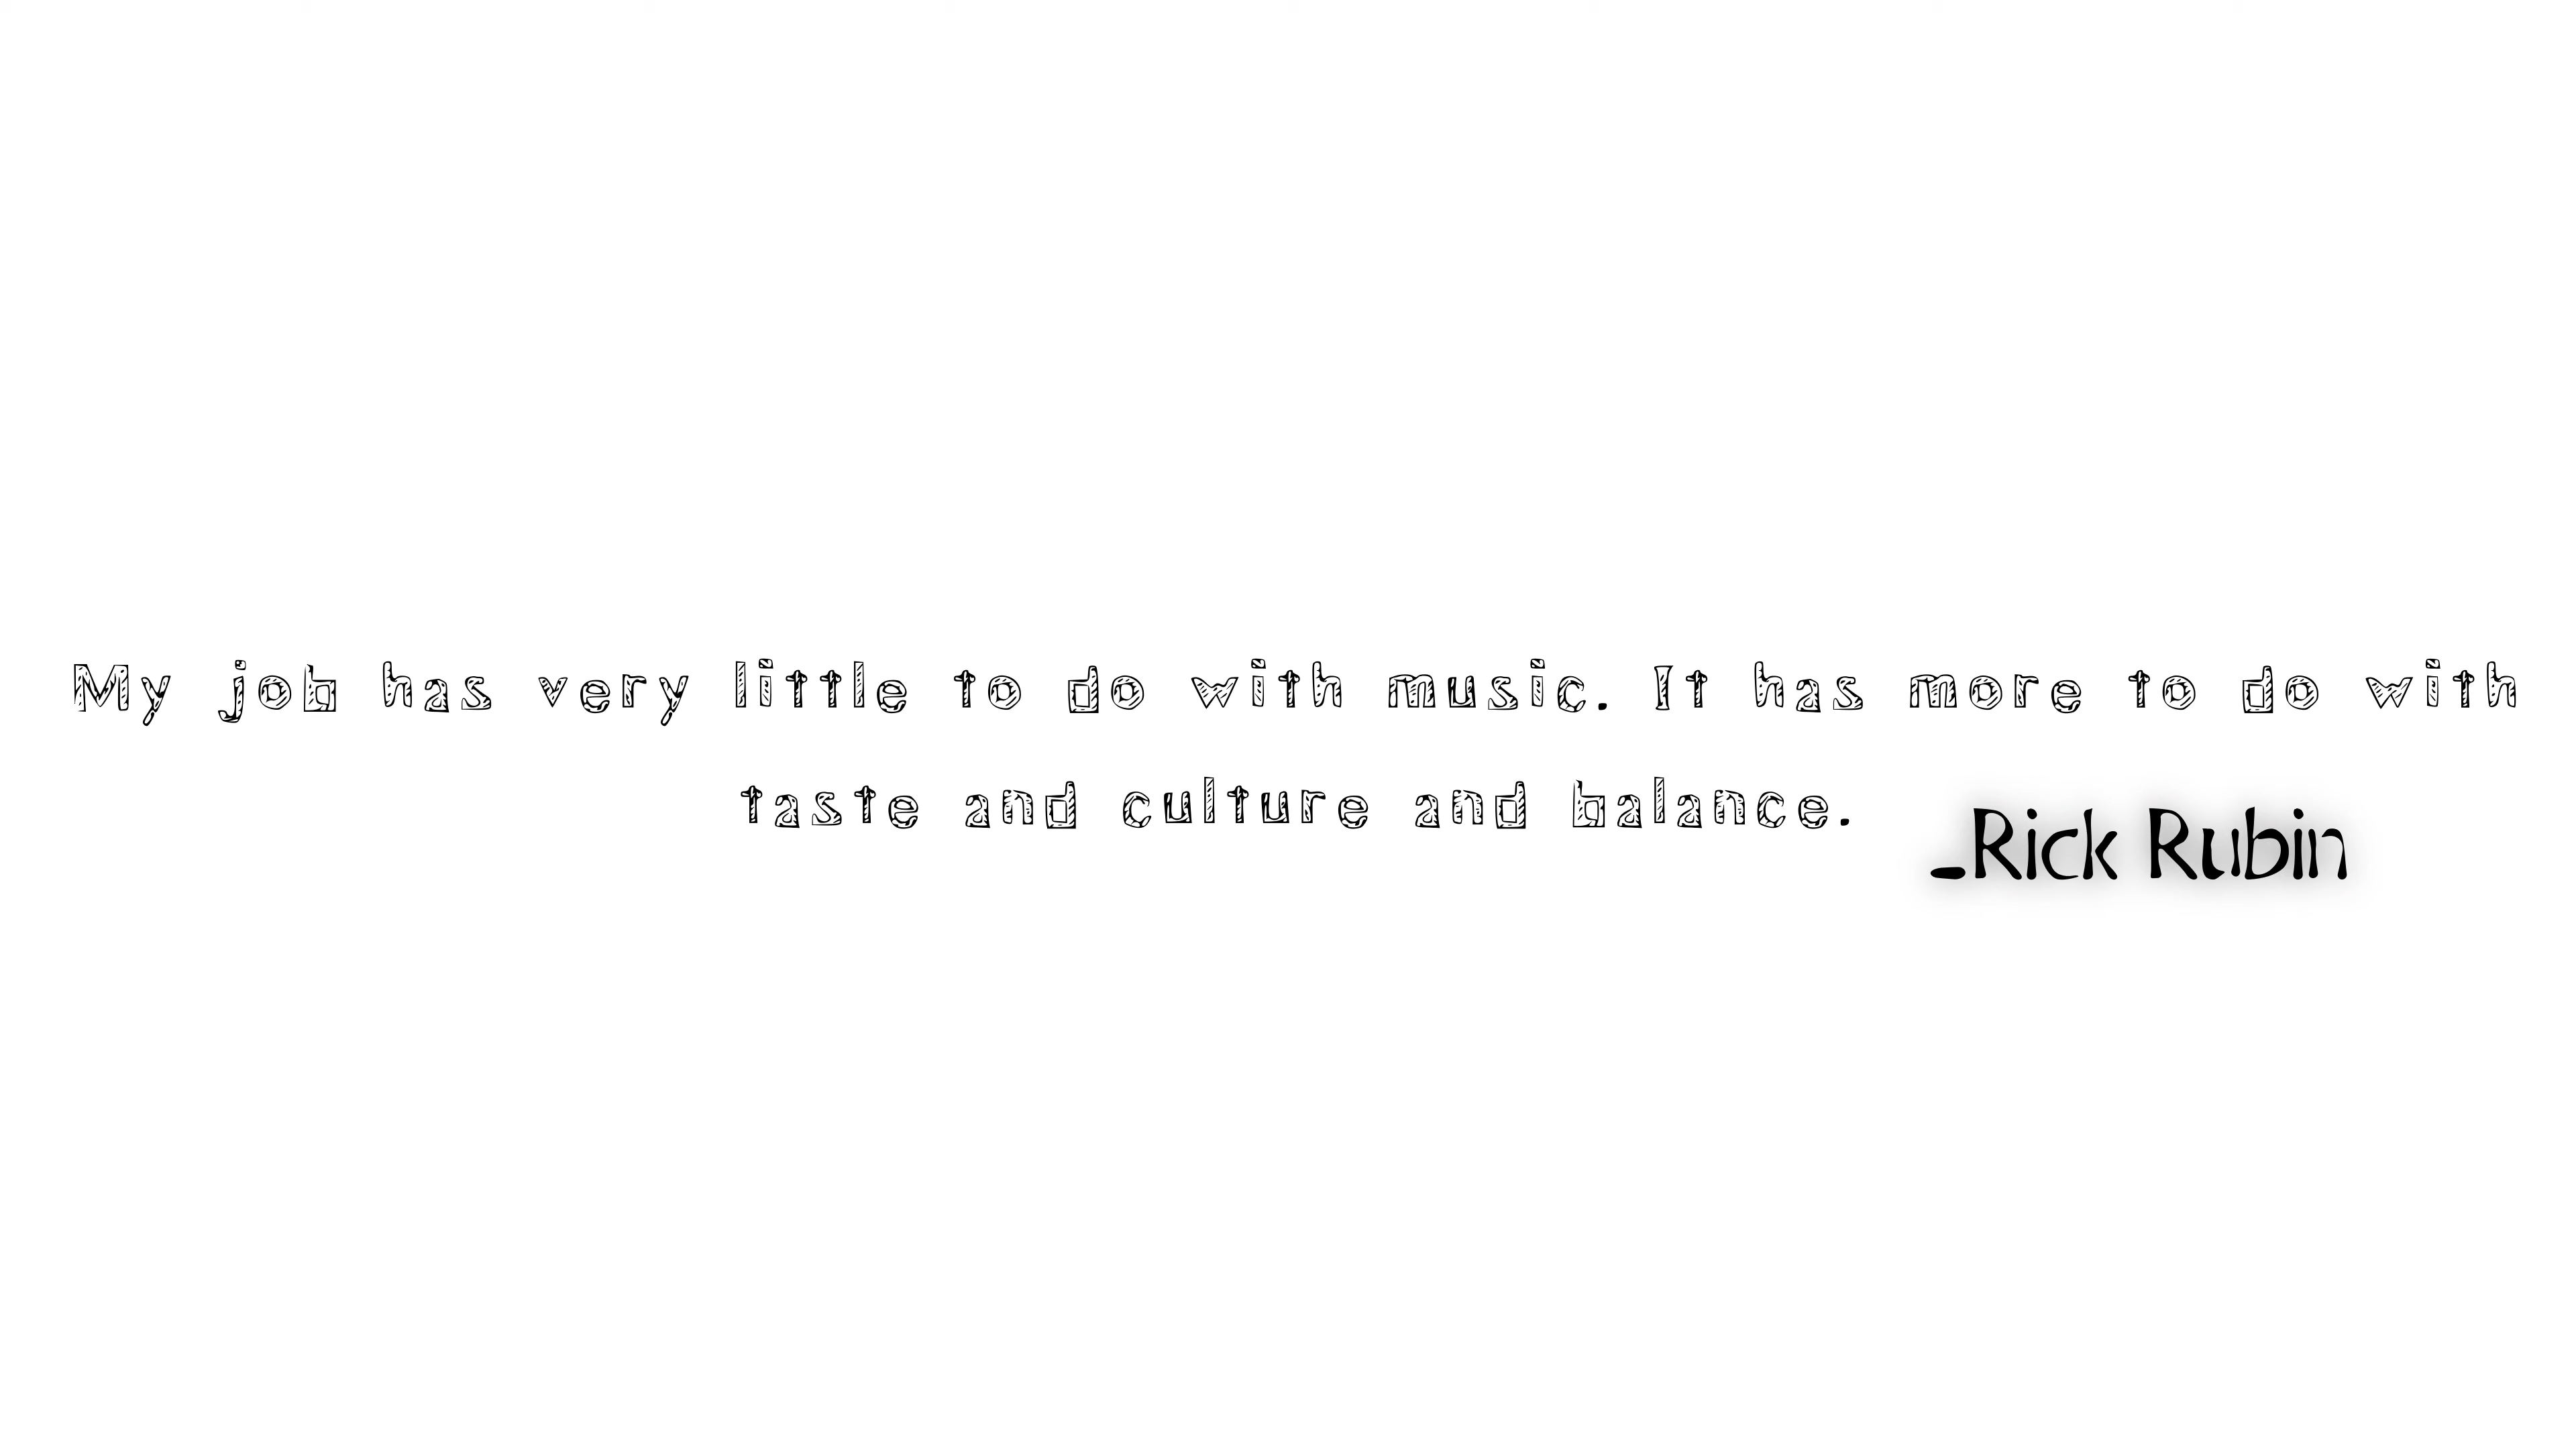 My job has very little to do with music. It has more to do with
taste and culture and balance.
-Rick Rubin